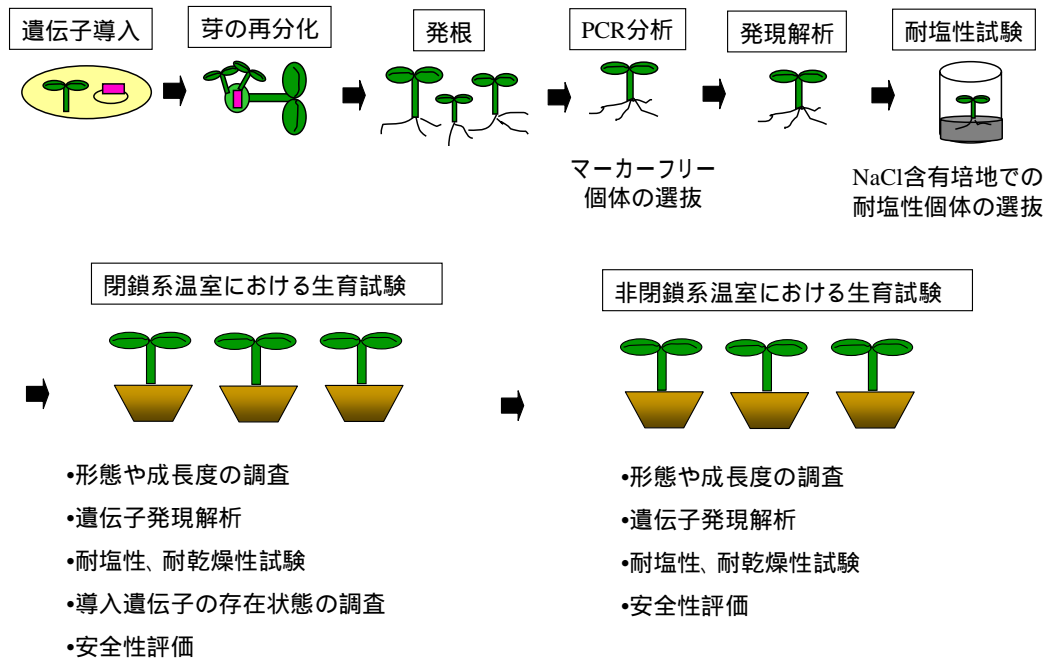 遺伝子導入
芽の再分化
発根
PCR分析
発現解析
耐塩性試験
マーカーフリー
個体の選抜
NaCl含有培地での
耐塩性個体の選抜
閉鎖系温室における生育試験
•形態や成長度の調査
•遺伝子発現解析
•耐塩性、耐乾燥性試験
•導入遺伝子の存在状態の調査
•安全性評価
非閉鎖系温室における生育試験
•形態や成長度の調査
•遺伝子発現解析
•耐塩性、耐乾燥性試験
•安全性評価